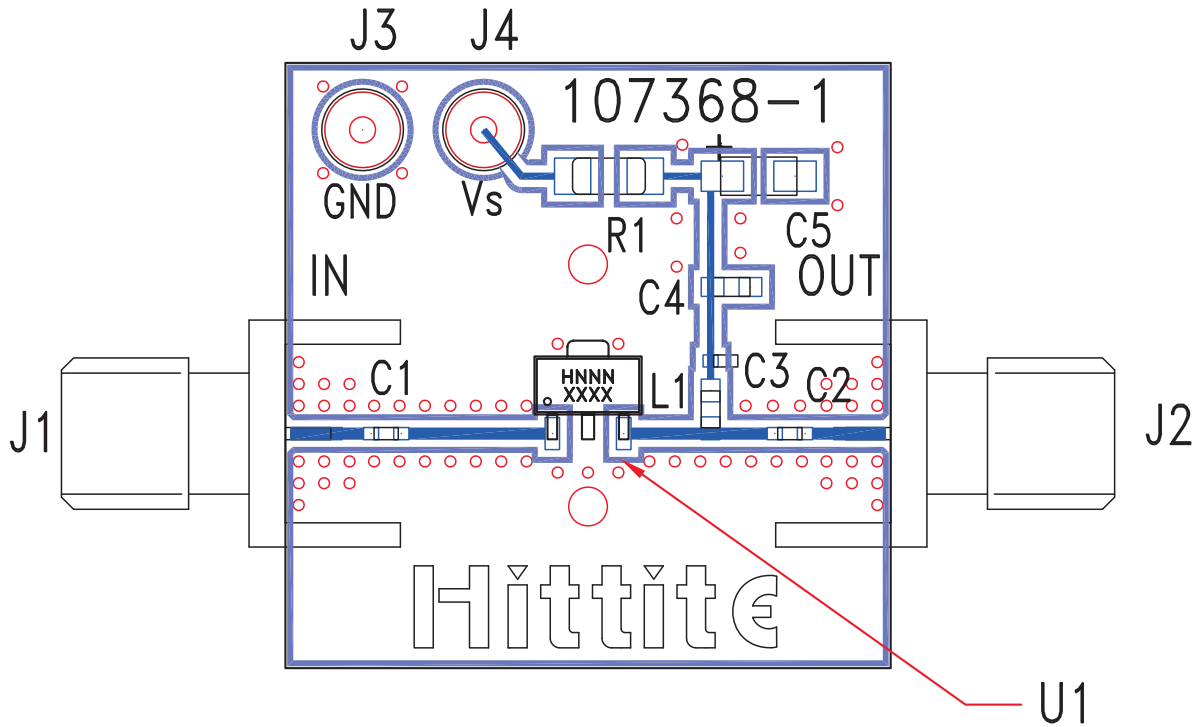 J3 J4
107368-1
GND Vs
R1 C5
IN OUT
C4
C1 HNNN L1 C3 C2
XXXX
J1 J2
Hittite
U1